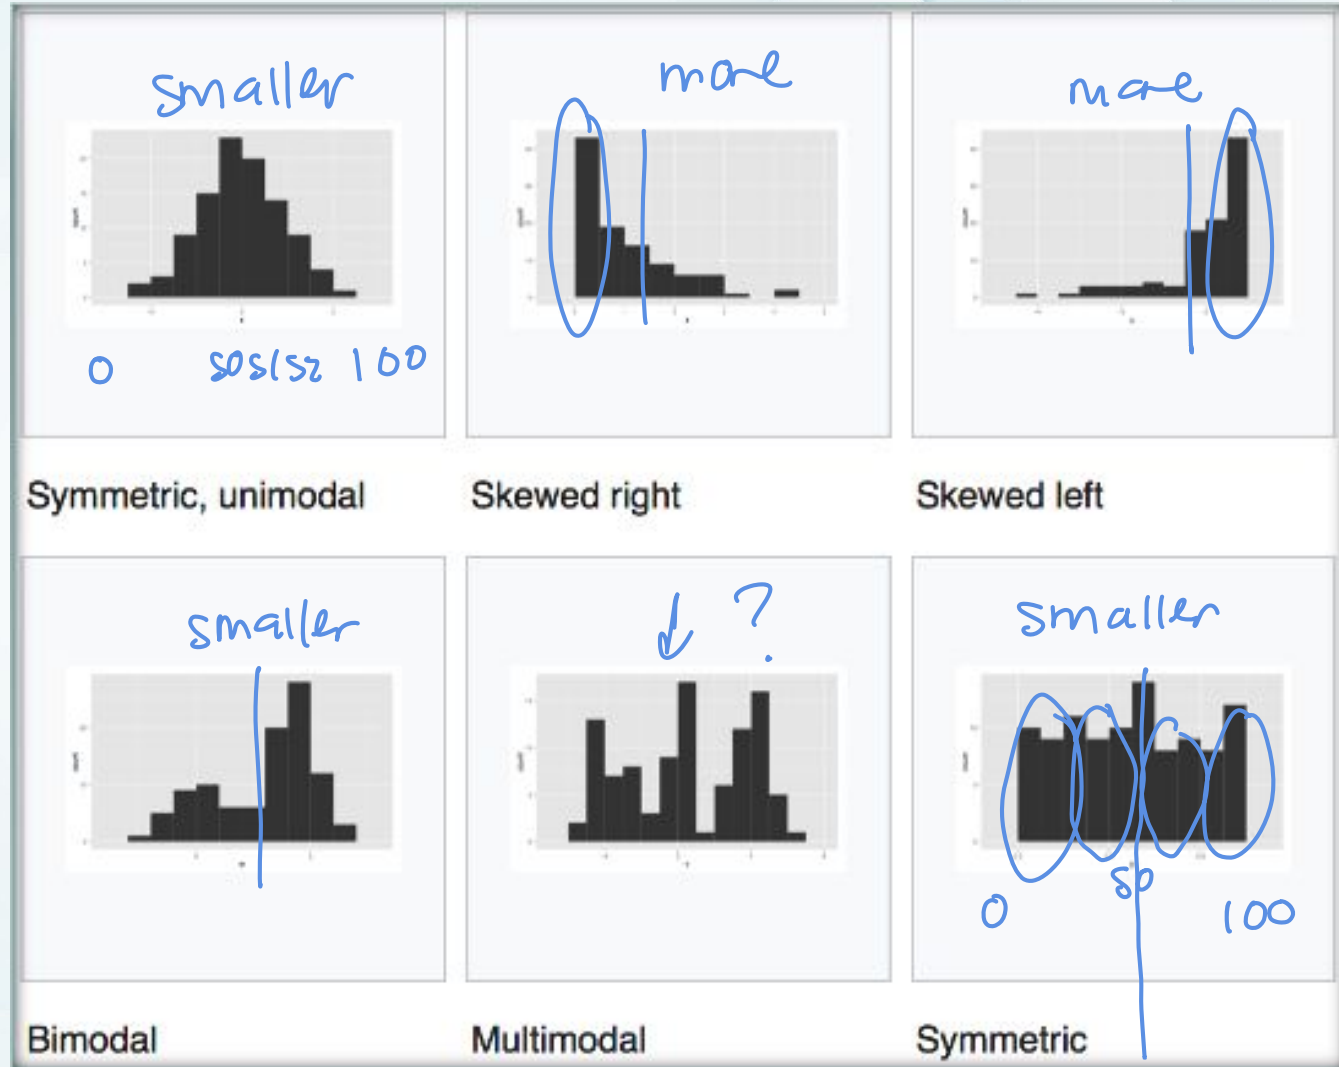 smaller
more
more
0 50 51 52 100
Symmetric, unimodal
Skewed right
Skewed left
smaller
?
smaller
50
0
100
Bimodal
Multimodal
Symmetric